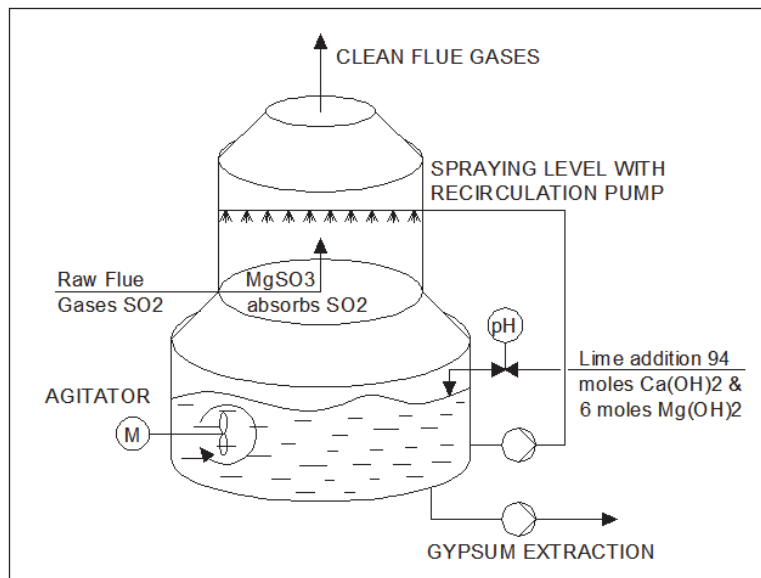 CLEAN FLUE GASES
SPRAYING LEVEL WITH
RECIRCULATION PUMP
Raw Flue
Gases SO2
MgSO3
absorbs SO2
pH
Lime addition 94
moles Ca(OH)2 &
6 moles Mg(OH)2
AGITATOR
M
GYPSUM EXTRACTION